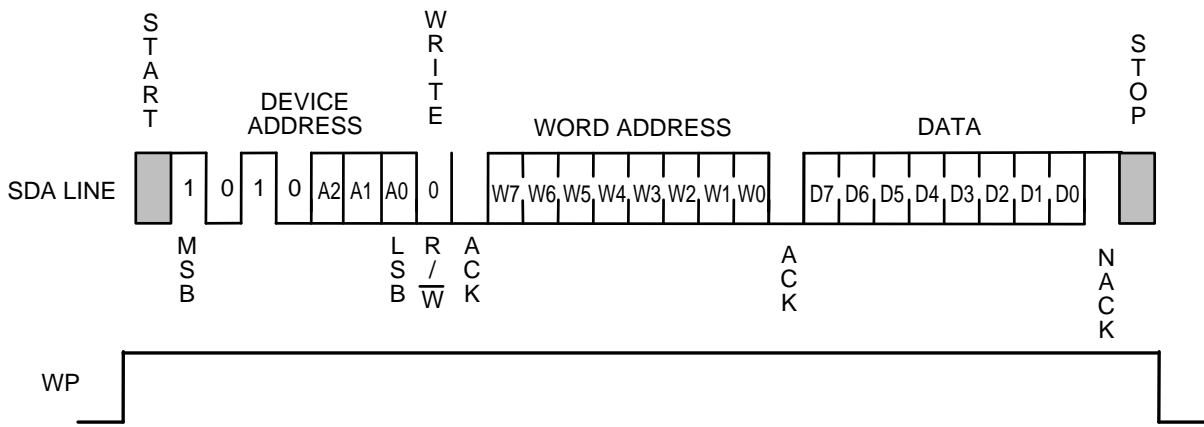 START
WRITE
STOP
DEVICE
ADDRESS
WORD ADDRESS
DATA
SDA LINE
1 0 1 0 A2 A1 A0 0 W7 W6 W5 W4 W3 W2 W1 W0 D7 D6 D5 D4 D3 D2 D1 D0
MSB
LSB
R/W̅
ACK
ACK
NACK
WP